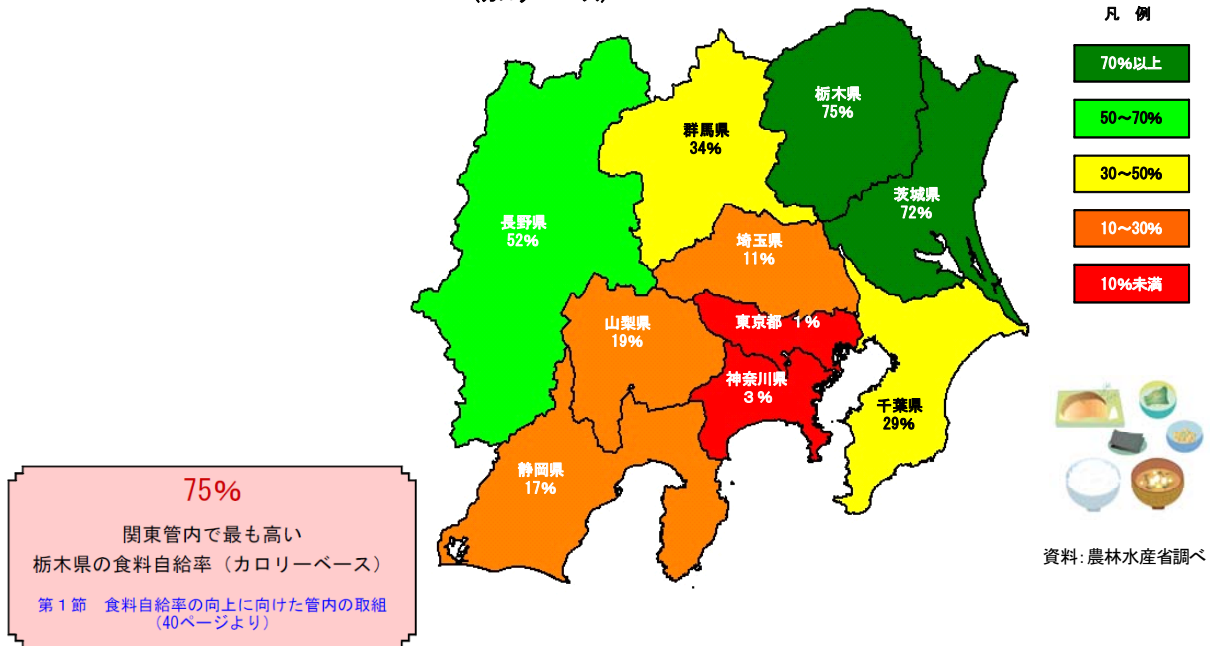 凡 例
70%以上
50～70%
30～50%
10～30%
10%未満
栃木県
75%
群馬県
34%
茨城県
72%
長野県
52%
埼玉県
11%
山梨県
19%
東京都 1%
神奈川県
3%
千葉県
29%
静岡県
17%
75%
関東管内で最も高い
栃木県の食料自給率（カロリーベース）
第1節 食料自給率の向上に向けた管内の取組
（40ページより）
資料：農林水産省調べ